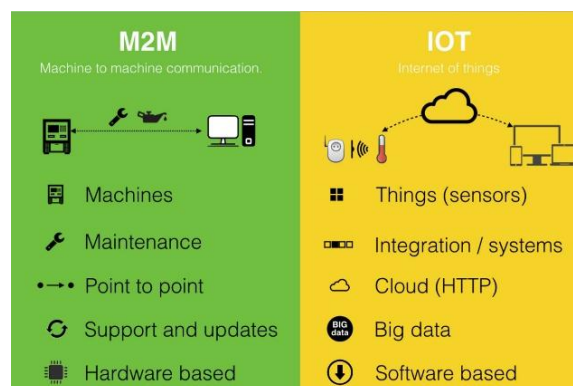 M2M
Machine to machine communication.
Machines
Maintenance
Point to point
Support and updates
Hardware based
IOT
Internet of things
Things (sensors)
Integration / systems
Cloud (HTTP)
BIG
data
Big data
Software based